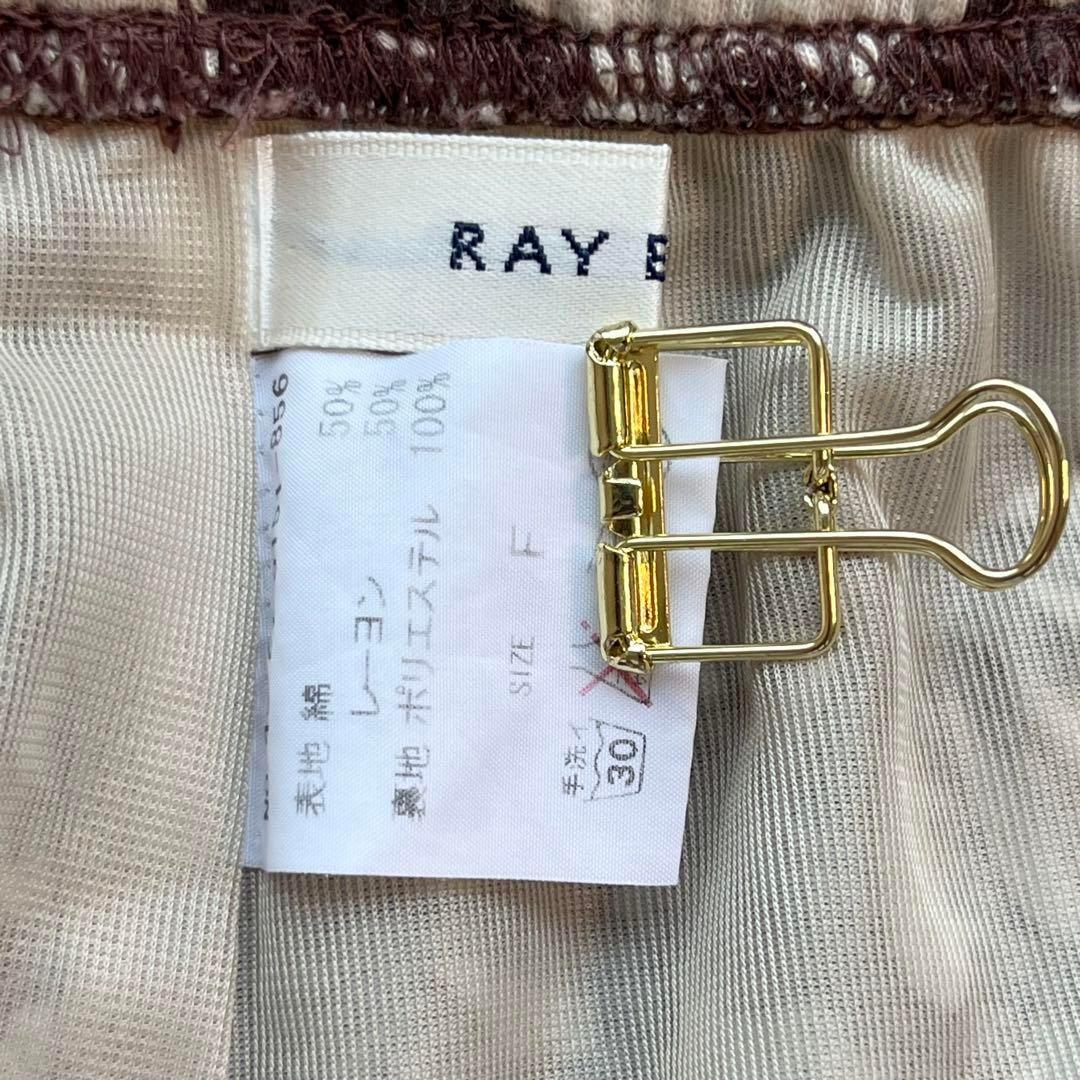 RAY
856
表地 綿 50%
レーヨン 50%
裏地 ポリエステル 100%
SIZE F
手洗イ
30